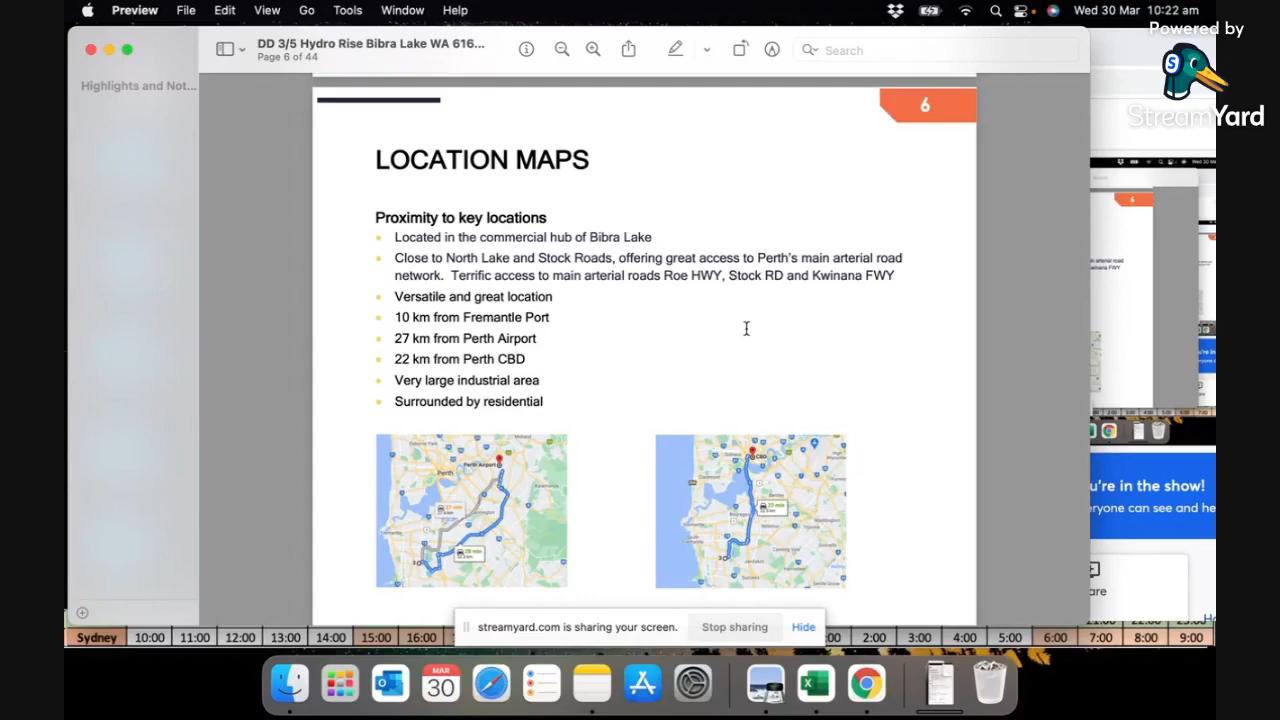 Preview File Edit View Go Tools Window Help
Wed 30 Mar 10:22 am
Powered by
StreamYard
DD 3/5 Hydro Rise Bibra Lake WA 616...
Page 6 of 44
Search
Highlights and Not...
6
LOCATION MAPS
Proximity to key locations
Located in the commercial hub of Bibra Lake
Close to North Lake and Stock Roads, offering great access to Perth's main arterial road
network. Terrific access to main arterial roads Roe HWY, Stock RD and Kwinana FWY
Versatile and great location
10 km from Fremantle Port
27 km from Perth Airport
22 km from Perth CBD
Very large industrial area
Surrounded by residential
Perth Airport
Perth
CBD
6
u're in the show!
eryone can see and he
are
streamyard.com is sharing your screen. Stop sharing Hide
Sydney 10:00 11:00 12:00 13:00 14:00 15:00 16:00 :00 2:00 3:00 4:00 5:00 6:00 7:00 8:00 9:00
MAR
30